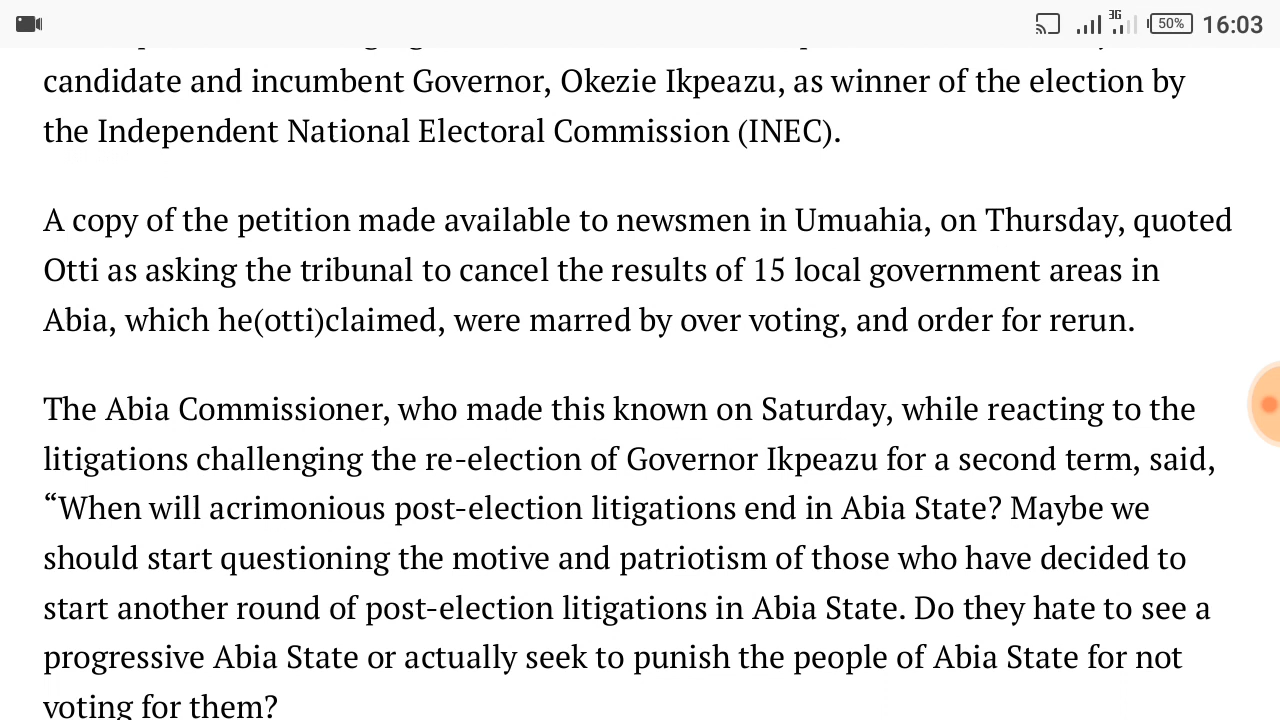 3G 50% 16:03
candidate and incumbent Governor, Okezie Ikpeazu, as winner of the election by
the Independent National Electoral Commission (INEC).
A copy of the petition made available to newsmen in Umuahia, on Thursday, quoted
Otti as asking the tribunal to cancel the results of 15 local government areas in
Abia, which he(otti)claimed, were marred by over voting, and order for rerun.
The Abia Commissioner, who made this known on Saturday, while reacting to the
litigations challenging the re-election of Governor Ikpeazu for a second term, said,
“When will acrimonious post-election litigations end in Abia State? Maybe we
should start questioning the motive and patriotism of those who have decided to
start another round of post-election litigations in Abia State. Do they hate to see a
progressive Abia State or actually seek to punish the people of Abia State for not
voting for them?